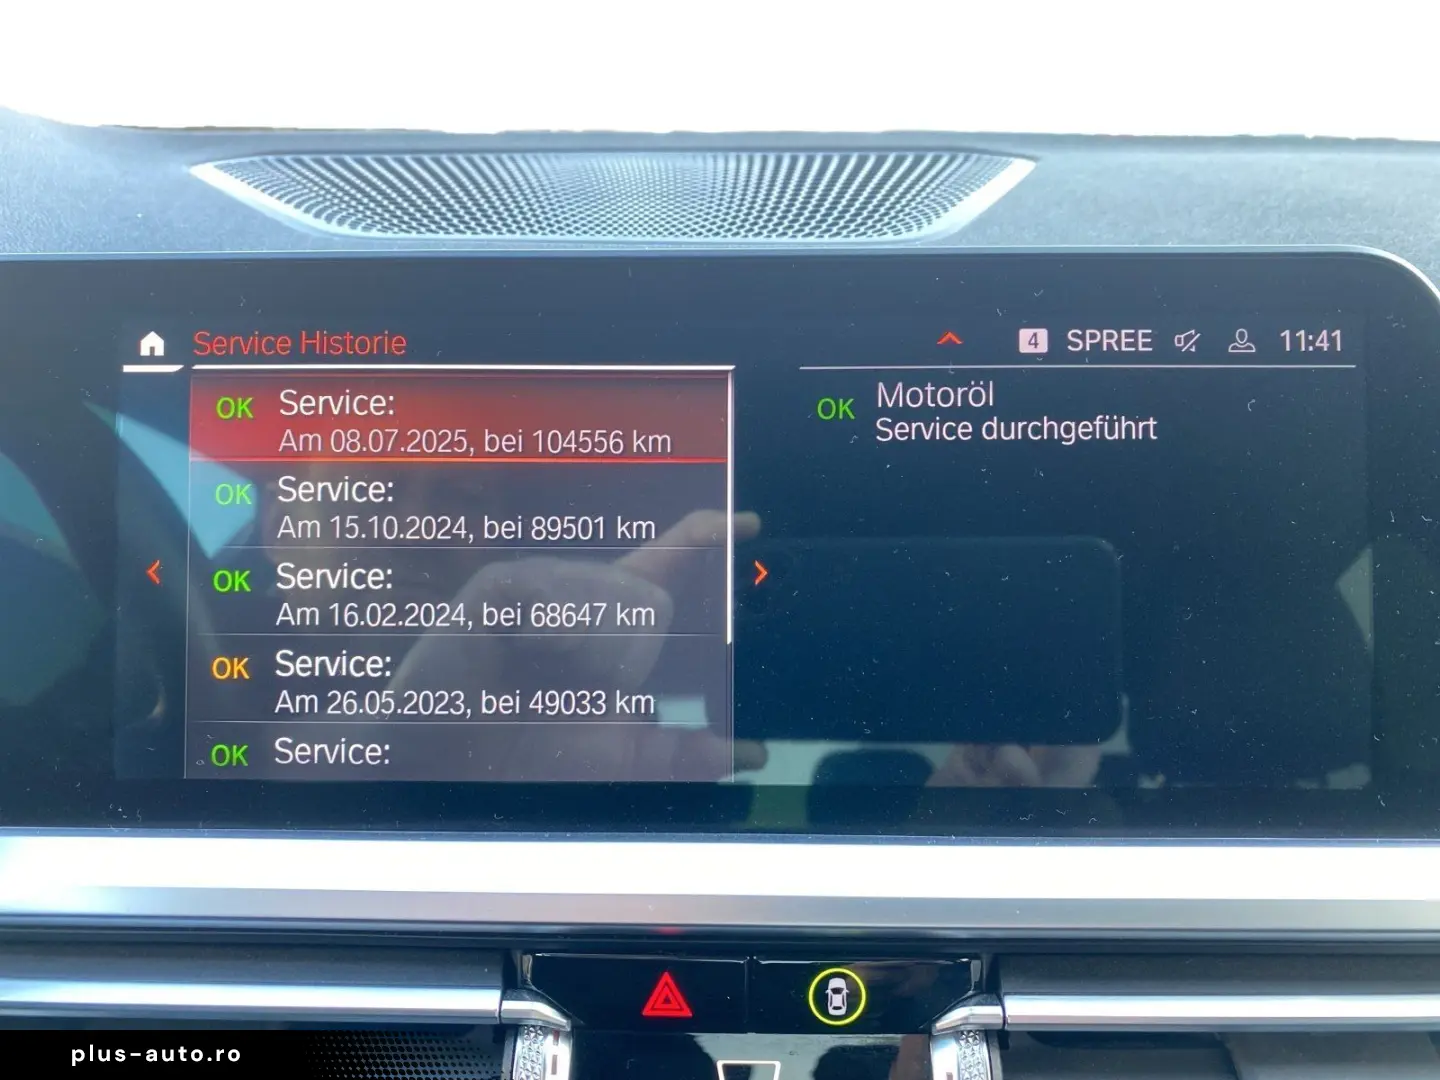 Service Historie
4 SPREE 11:41
OK Service:
Am 08.07.2025, bei 104556 km
OK Service:
Am 15.10.2024, bei 89501 km
OK Service:
Am 16.02.2024, bei 68647 km
OK Service:
Am 26.05.2023, bei 49033 km
OK Service:
OK Motoröl
Service durchgeführt
plus-auto.ro